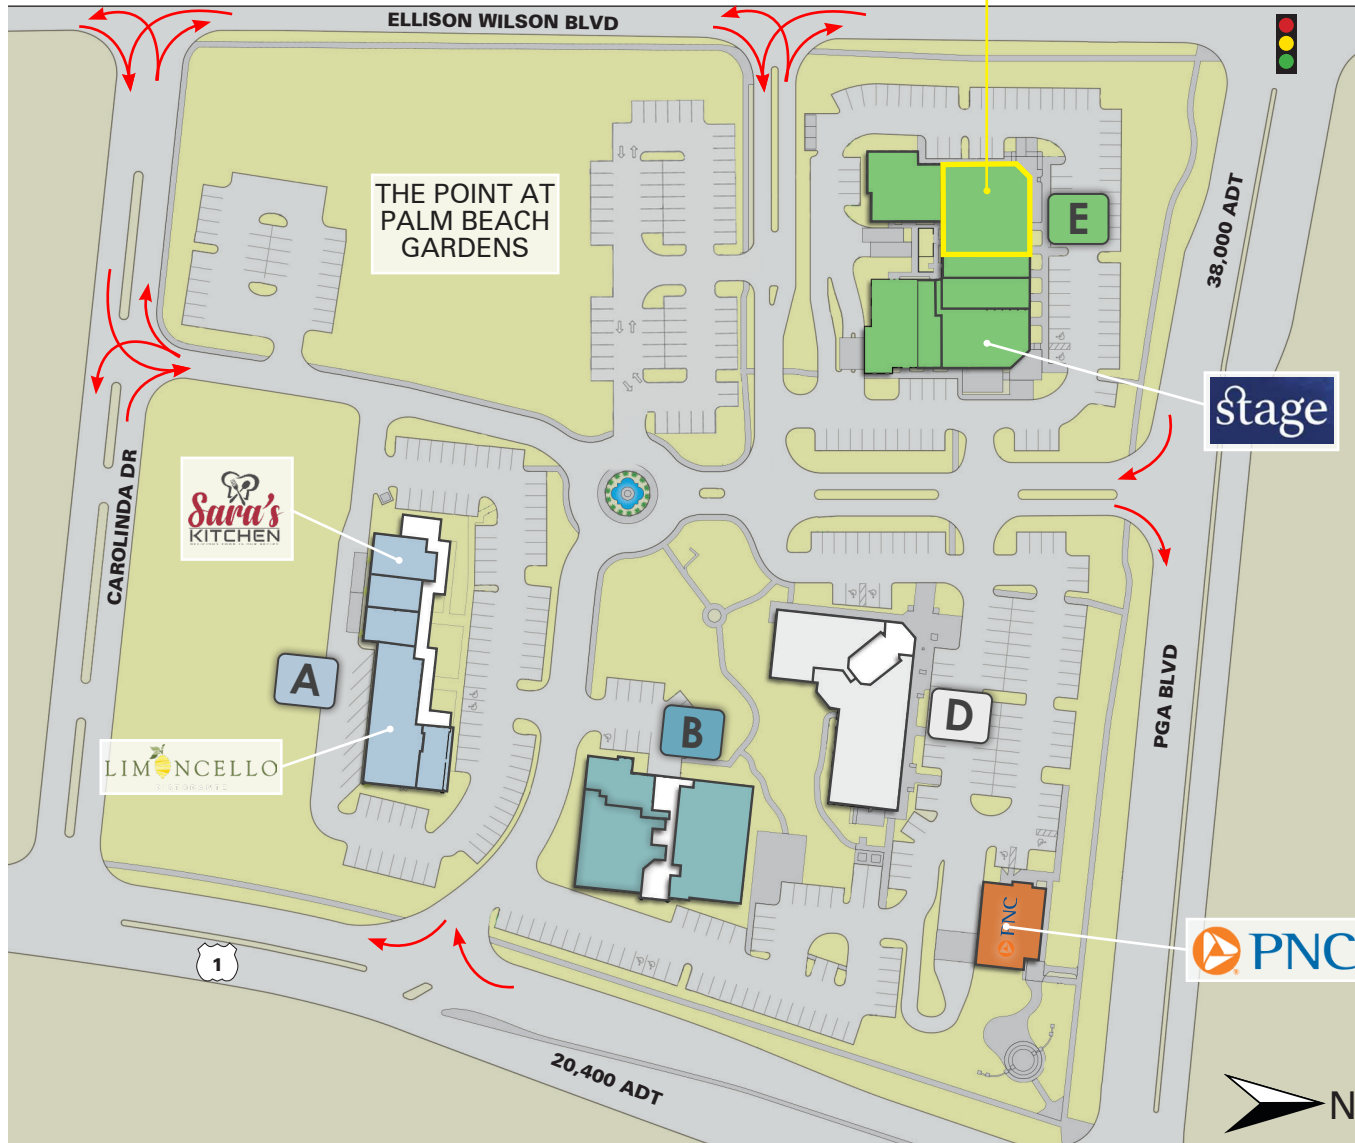 ELLISON WILSON BLVD
THE POINT AT
PALM BEACH
GARDENS
E
38,000 ADT
stage
Sara's
KITCHEN
CAROLINDA DR
A
B
D
PGA BLVD
LIMONCELLO
RISTORANTE
PNC
PNC
1
20,400 ADT
N